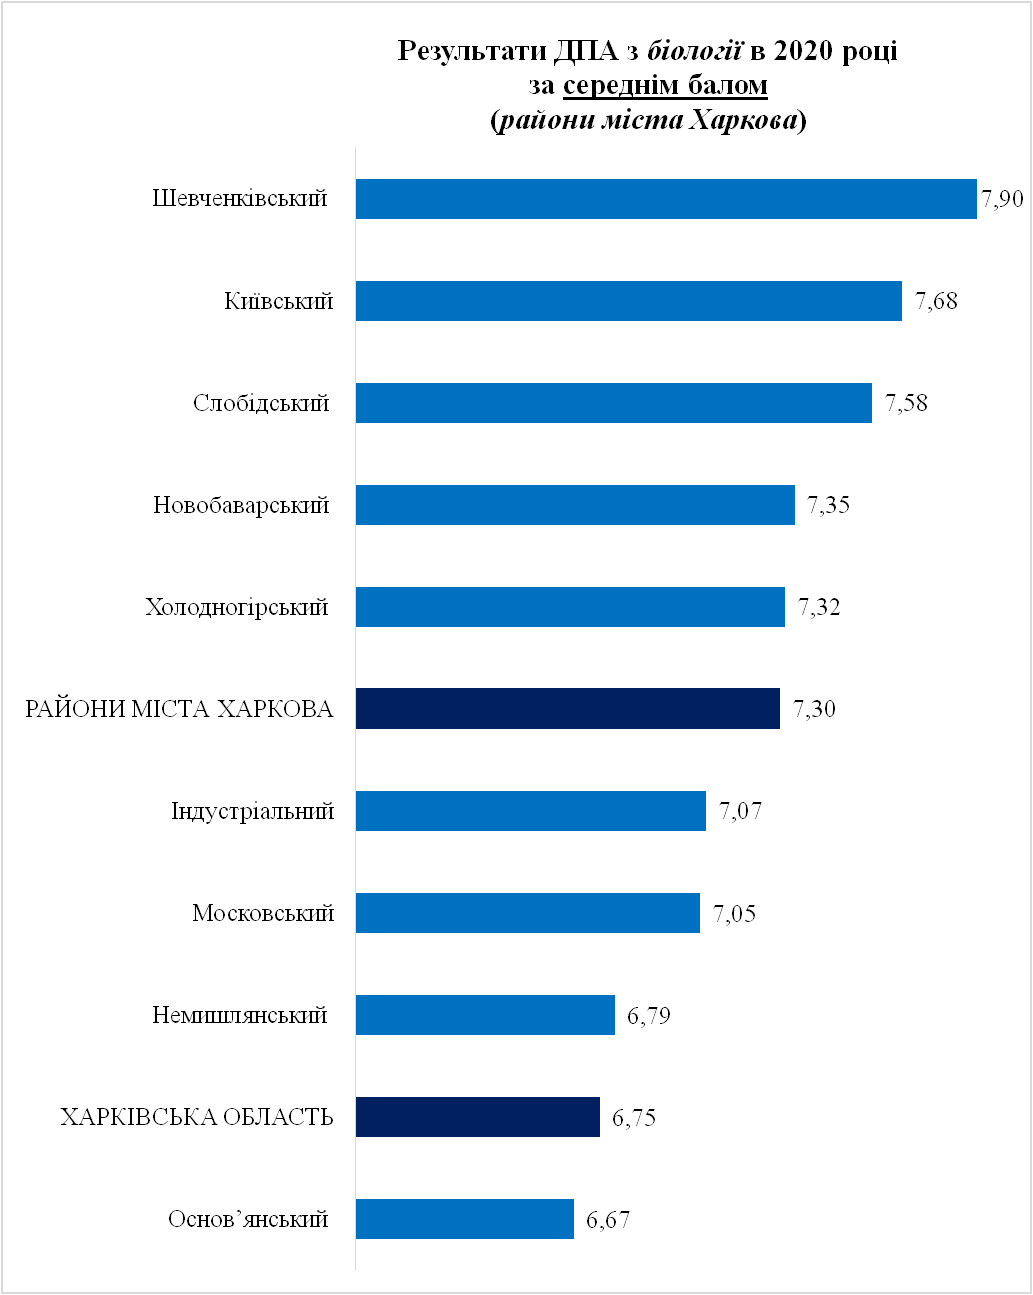 Результати ДПА з біології в 2020 році
за середнім балом
(райони міста Харкова)
Шевченківський 7,90
Київський 7,68
Слобідський 7,58
Новобаварський 7,35
Холодногірський 7,32
РАЙОНИ МІСТА ХАРКОВА 7,30
Індустріальний 7,07
Московський 7,05
Немишлянський 6,79
ХАРКІВСЬКА ОБЛАСТЬ 6,75
Основ’янський 6,67